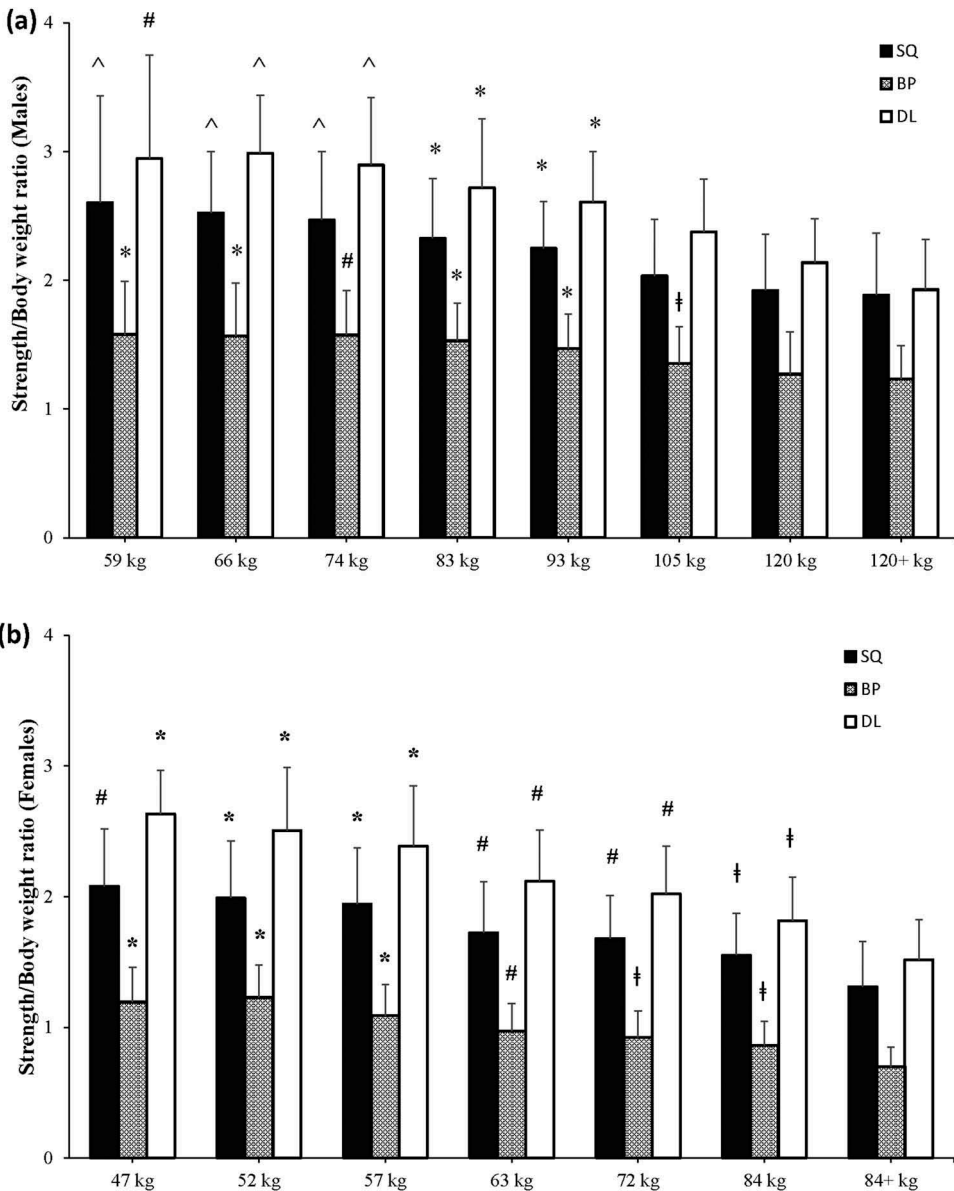 (a)
Strength/Body weight ratio (Males)
4
3
2
1
0
^ # ^ ^ ^ ^ * * * *
* * # * * ǂ
SQ
BP
DL
59 kg 66 kg 74 kg 83 kg 93 kg 105 kg 120 kg 120+ kg
(b)
Strength/Body weight ratio (Females)
4
3
2
1
0
# * * * * * # # # # ǂ ǂ
* * * # ǂ ǂ
SQ
BP
DL
47 kg 52 kg 57 kg 63 kg 72 kg 84 kg 84+ kg